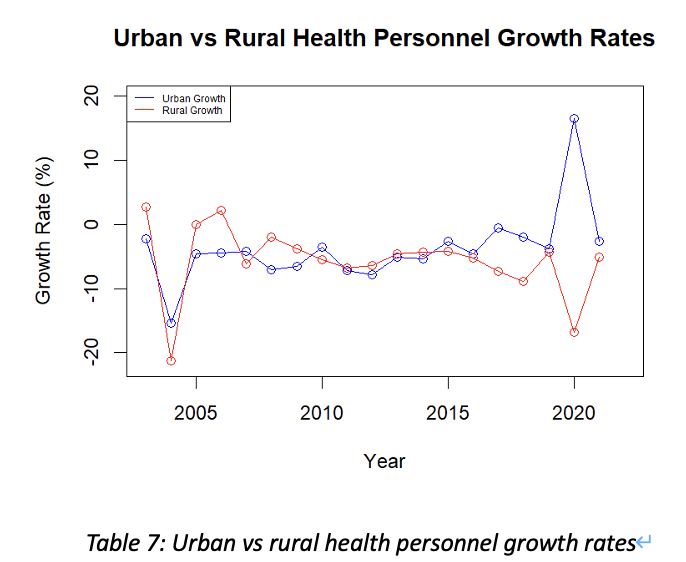 Urban vs Rural Health Personnel Growth Rates
Urban Growth
Rural Growth
Growth Rate (%)
20
10
0
-10
-20
2005 2010 2015 2020
Year
Table 7: Urban vs rural health personnel growth rates↵